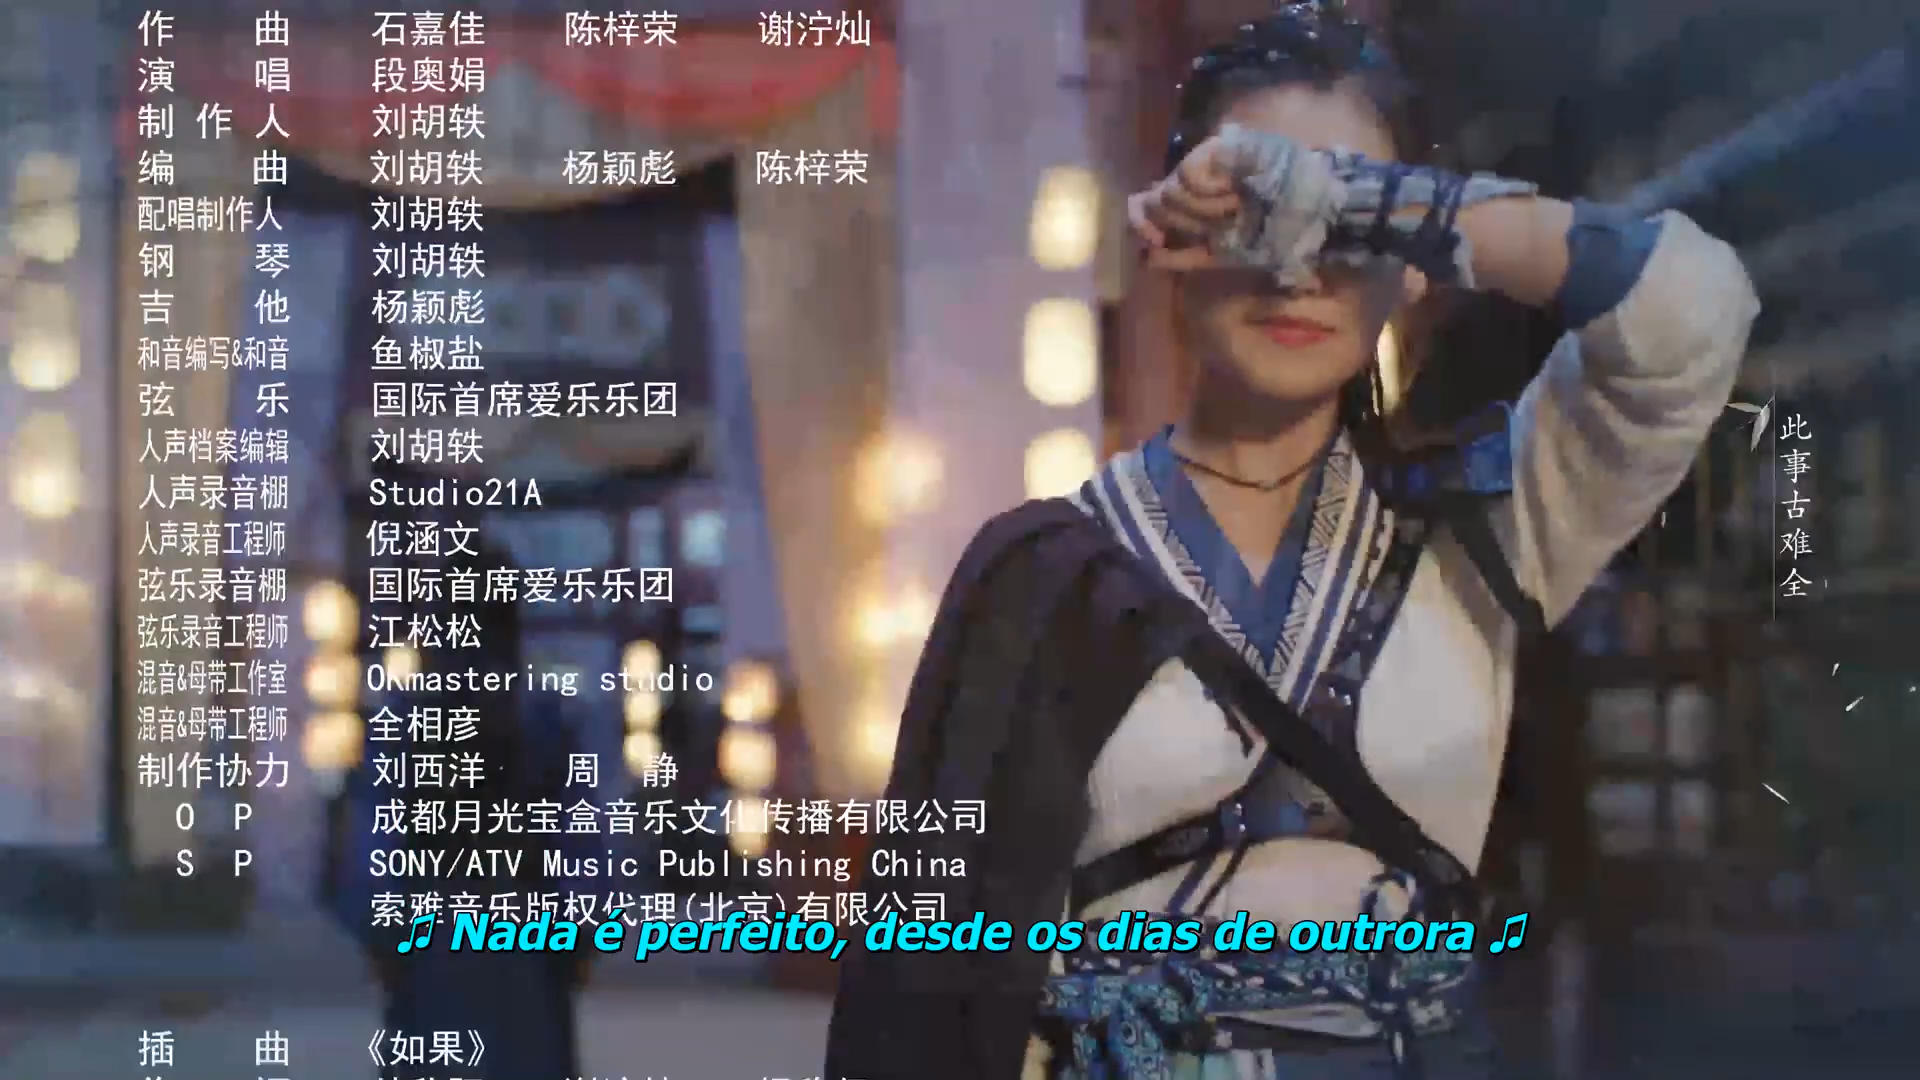 作曲 石嘉佳 陈梓荣 谢泞灿
演唱 段奥娟
制作人 刘胡轶
编曲 刘胡轶 杨颖彪 陈梓荣
配唱制作人 刘胡轶
钢琴 刘胡轶
吉他 杨颖彪
和音编写&和音 鱼椒盐
弦乐 国际首席爱乐乐团
人声档案编辑 刘胡轶
人声录音棚 Studio21A
人声录音工程师 倪涵文
弦乐录音棚 国际首席爱乐乐团
弦乐录音工程师 江松松
混音&母带工作室 OKmastering studio
混音&母带工程师 全相彦
制作协力 刘西洋 周静
OP 成都月光宝盒音乐文化传播有限公司
SP SONY/ATV Music Publishing China
索雅音乐版权代理(北京)有限公司
♫ Nada é perfeito, desde os dias de outrora ♫
插曲 《如果》
此事古难全